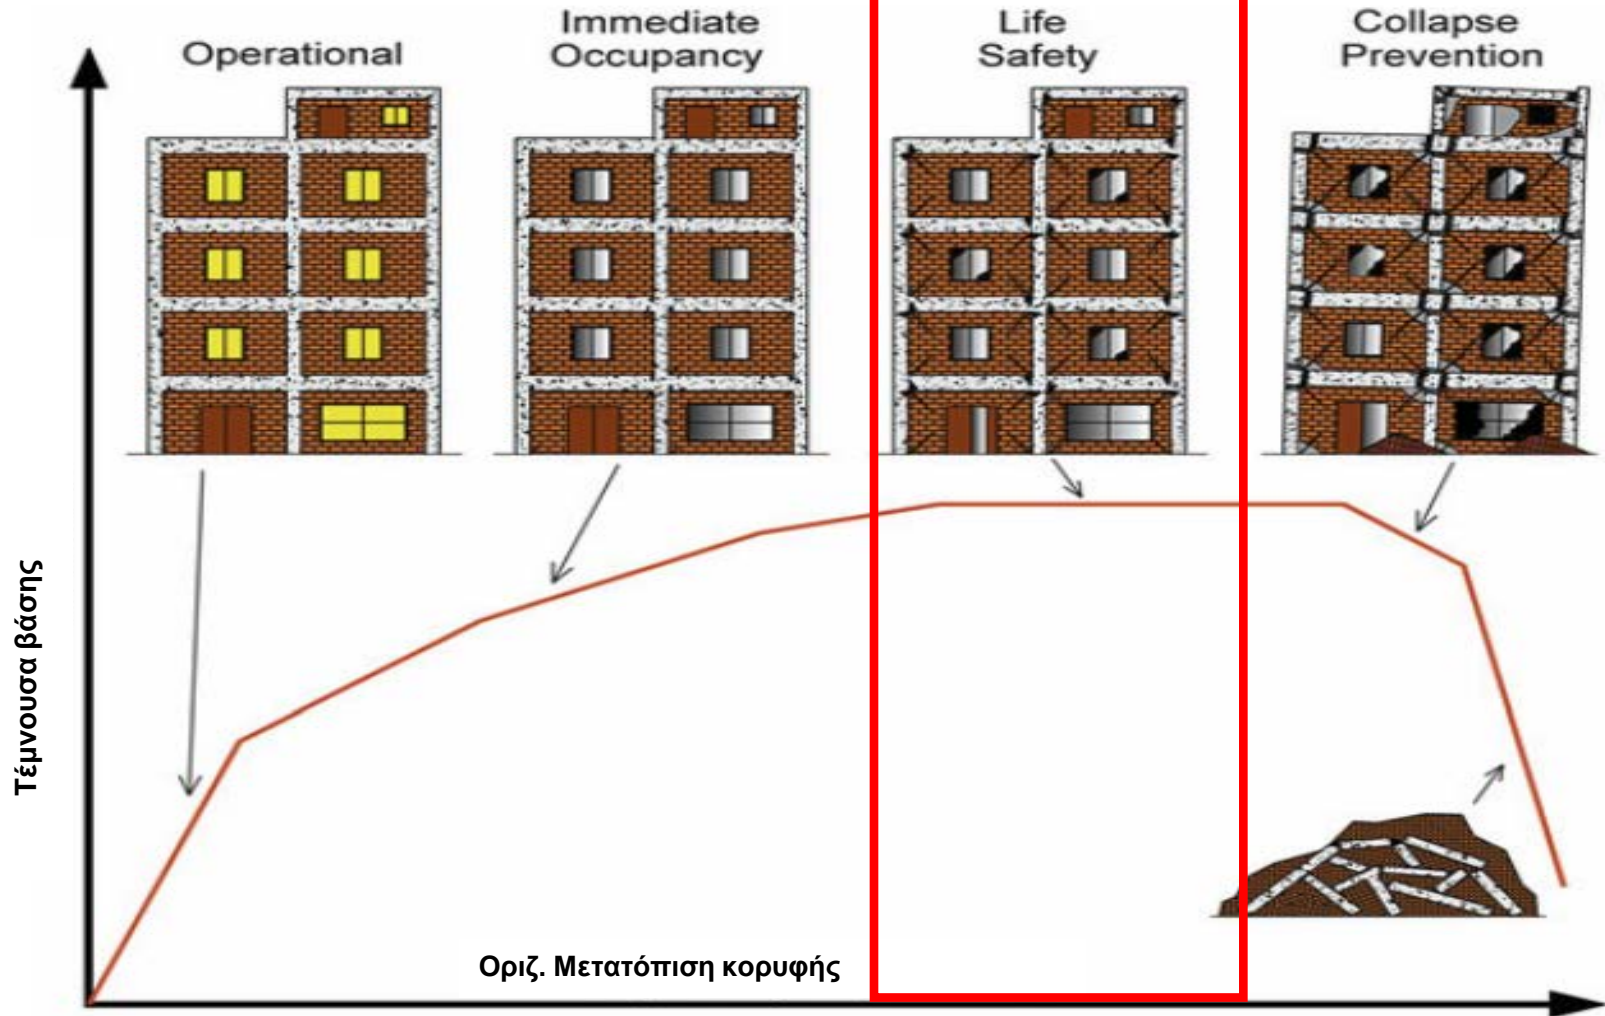 Operational
Immediate
Occupancy
Life
Safety
Collapse
Prevention
Τέμνουσα βάσης
Οριζ. Μετατόπιση κορυφής